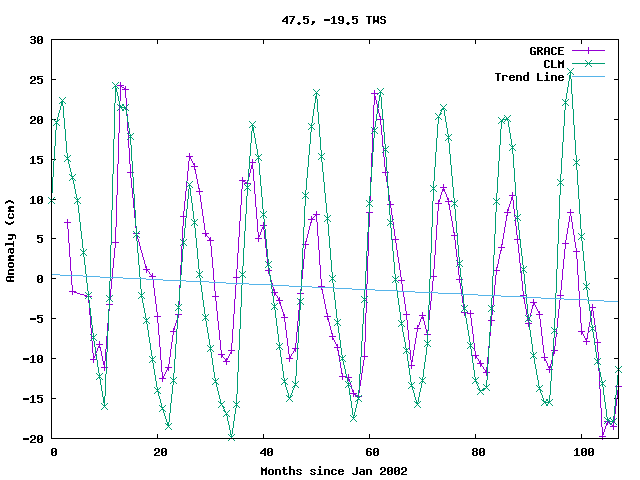 47.5, -19.5 TWS
GRACE
CLM
Trend Line
30
25
20
15
10
5
0
-5
-10
-15
-20
Anomaly (cm)
0 20 40 60 80 100
Months since Jan 2002